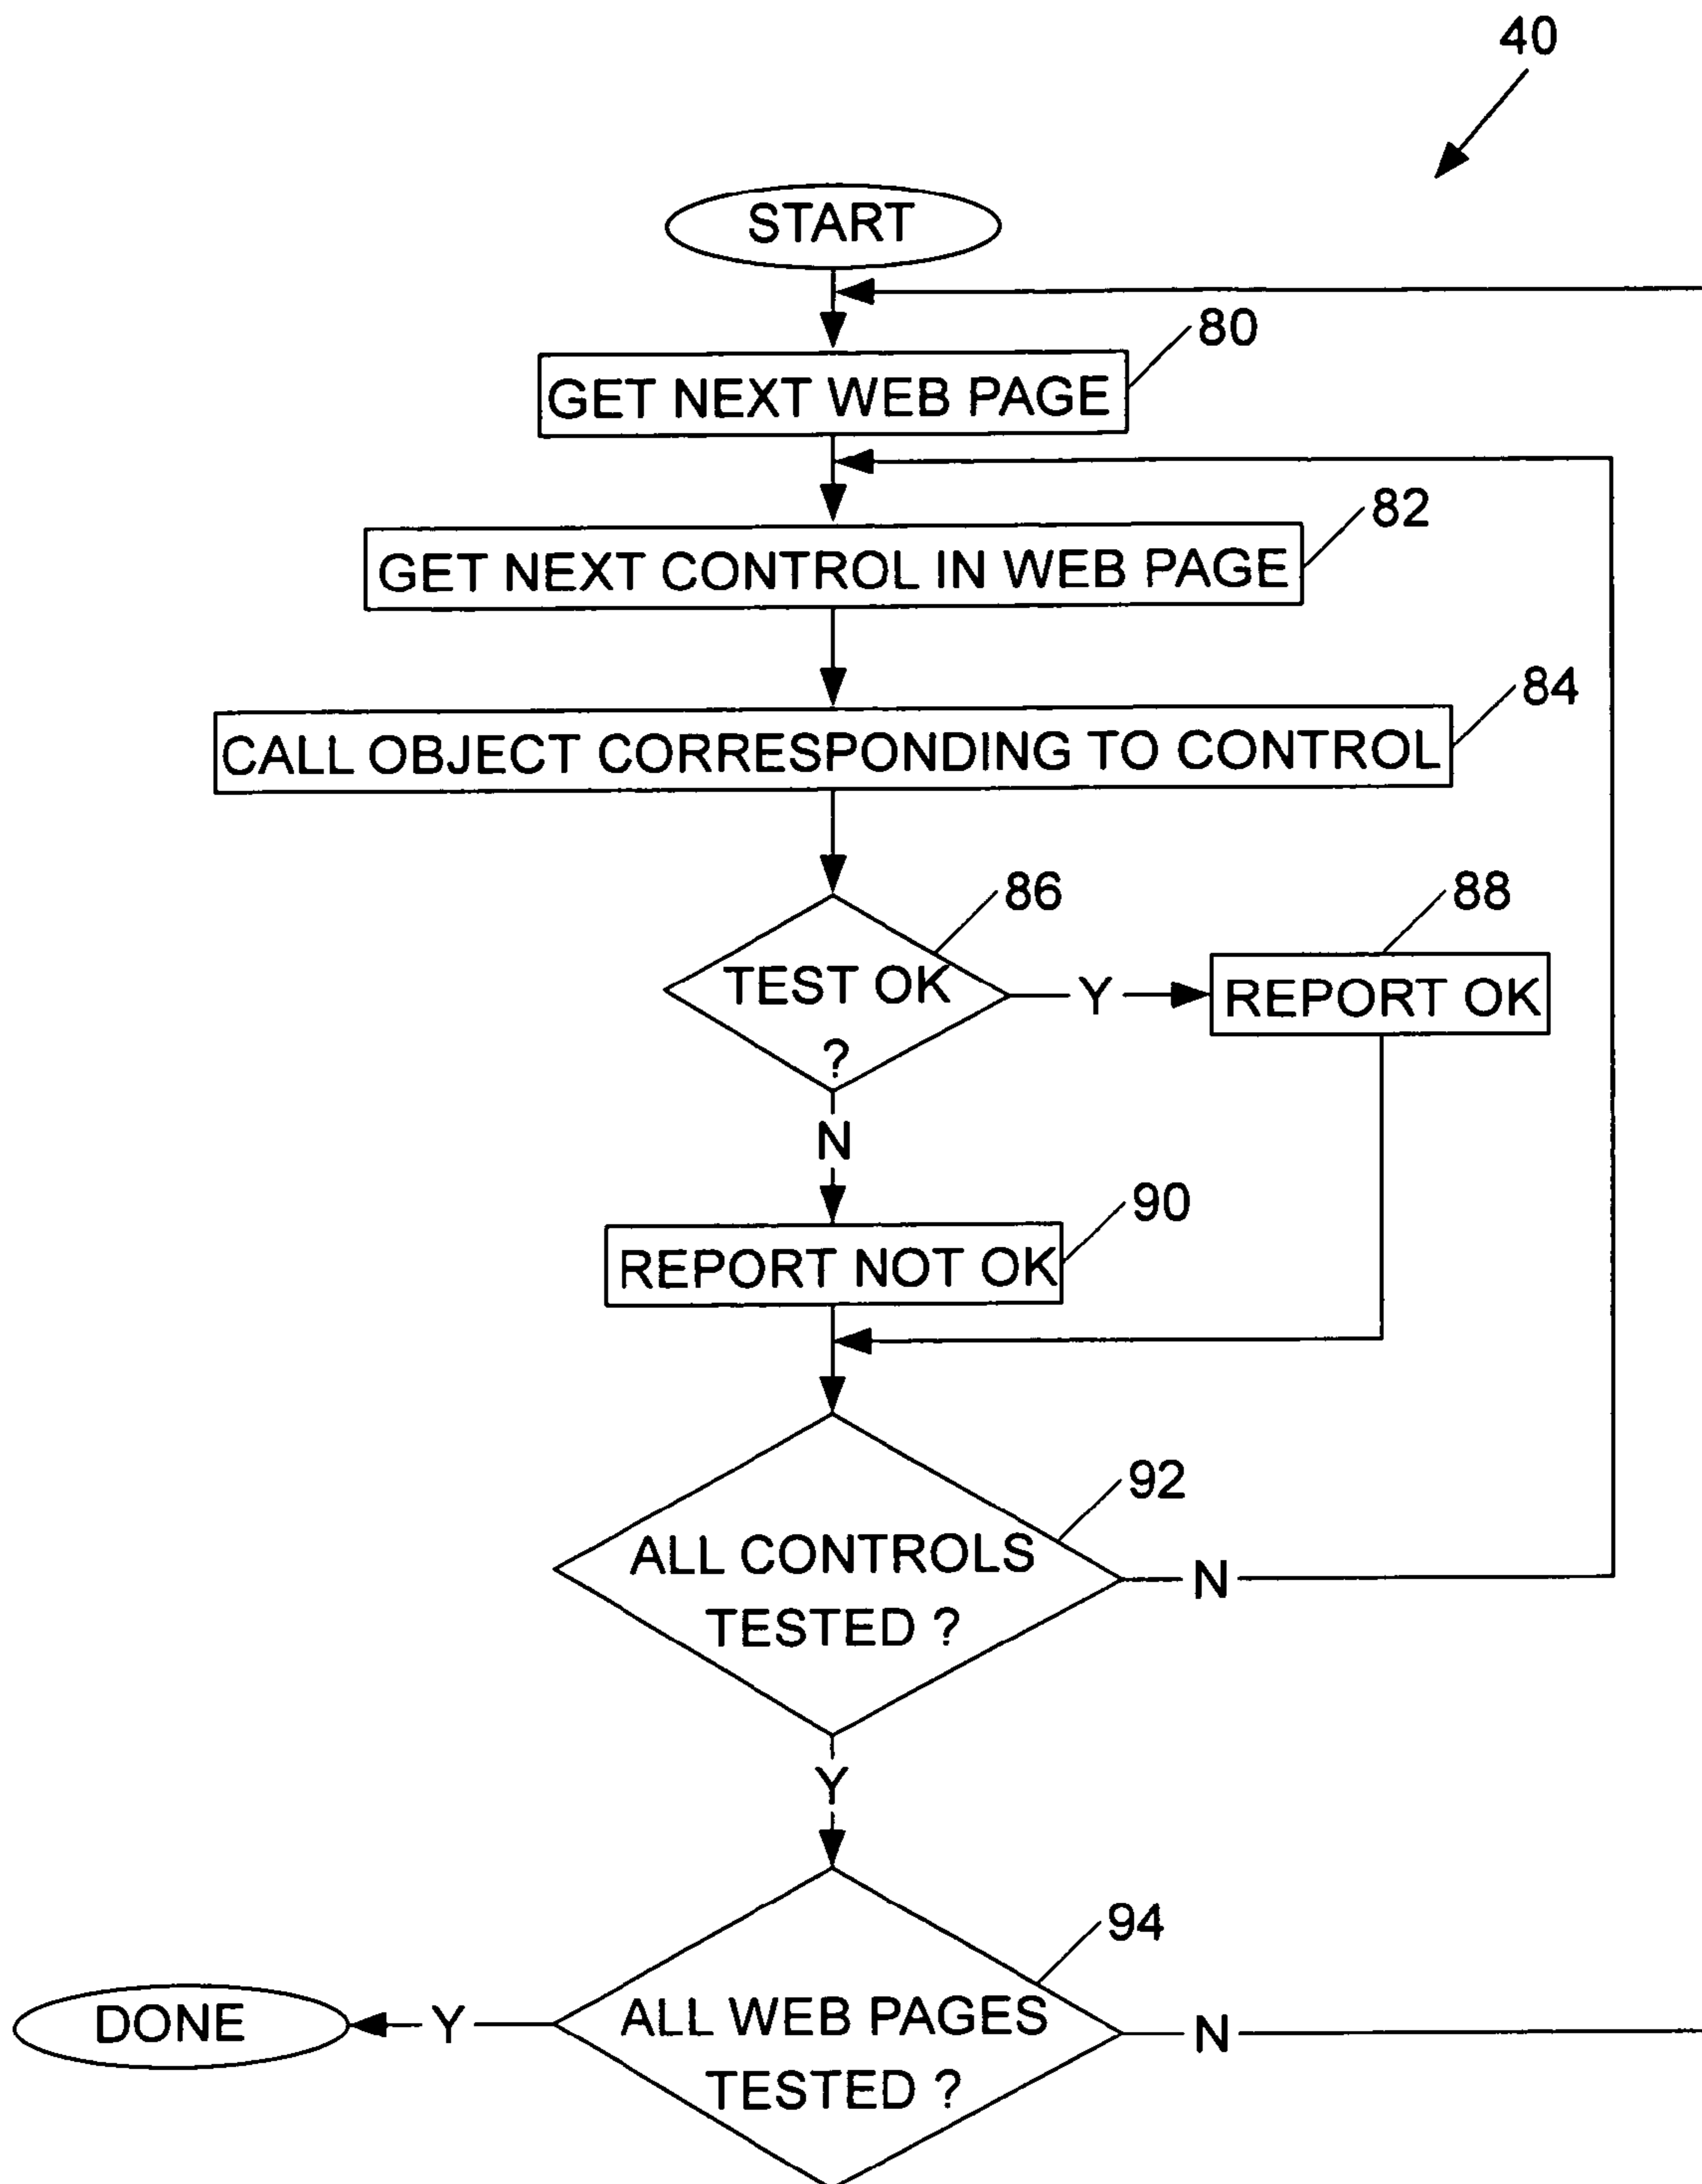 40
START
80
GET NEXT WEB PAGE
82
GET NEXT CONTROL IN WEB PAGE
84
CALL OBJECT CORRESPONDING TO CONTROL
86
88
TEST OK
?
Y
REPORT OK
N
90
REPORT NOT OK
92
ALL CONTROLS
TESTED ?
N
Y
94
DONE
Y
ALL WEB PAGES
TESTED ?
N